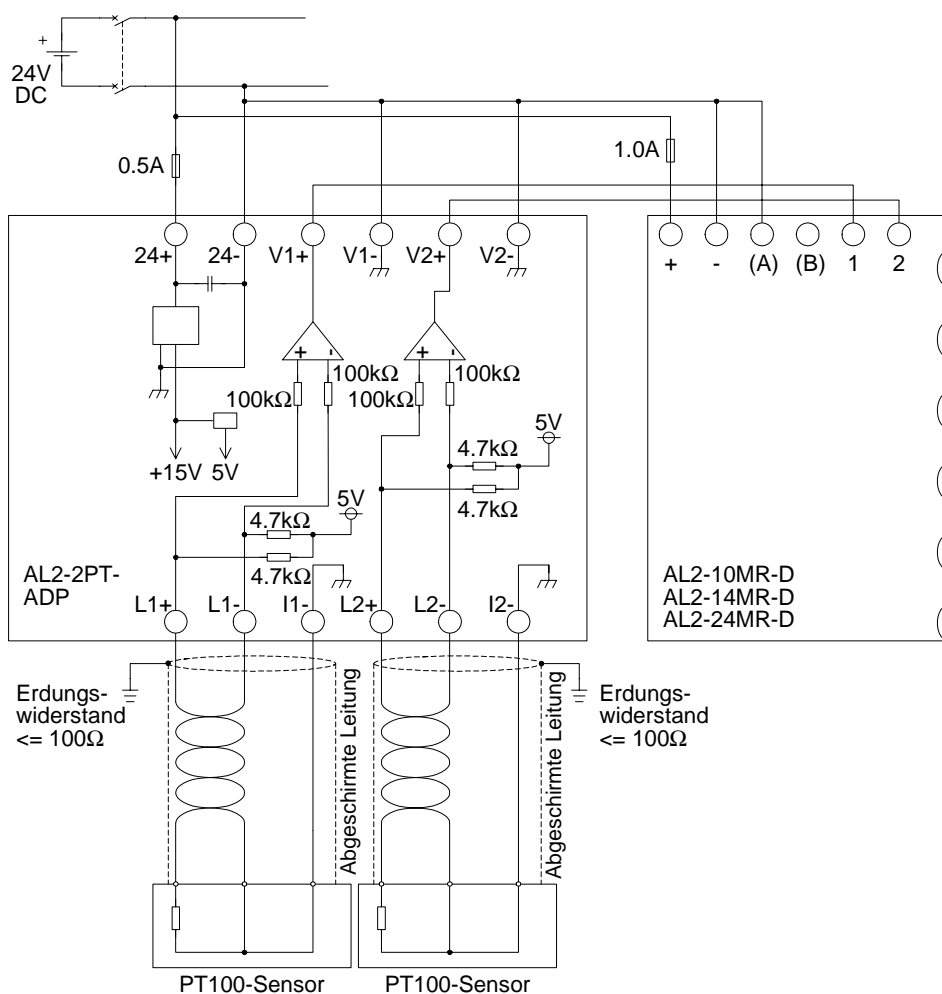 +
24V
DC
0.5A
1.0A
24+ 24- V1+ V1- V2+ V2-
+ - (A) (B) 1 2
+ - + -
100kΩ 100kΩ
100kΩ 100kΩ
5V
4.7kΩ
+15V 5V
4.7kΩ
5V
4.7kΩ
4.7kΩ
AL2-2PT-
ADP
AL2-10MR-D
AL2-14MR-D
AL2-24MR-D
L1+ L1- I1- L2+ L2- I2-
Erdungs-
widerstand
<= 100Ω
Abgeschirmte Leitung
Abgeschirmte Leitung
Erdungs-
widerstand
<= 100Ω
PT100-Sensor PT100-Sensor